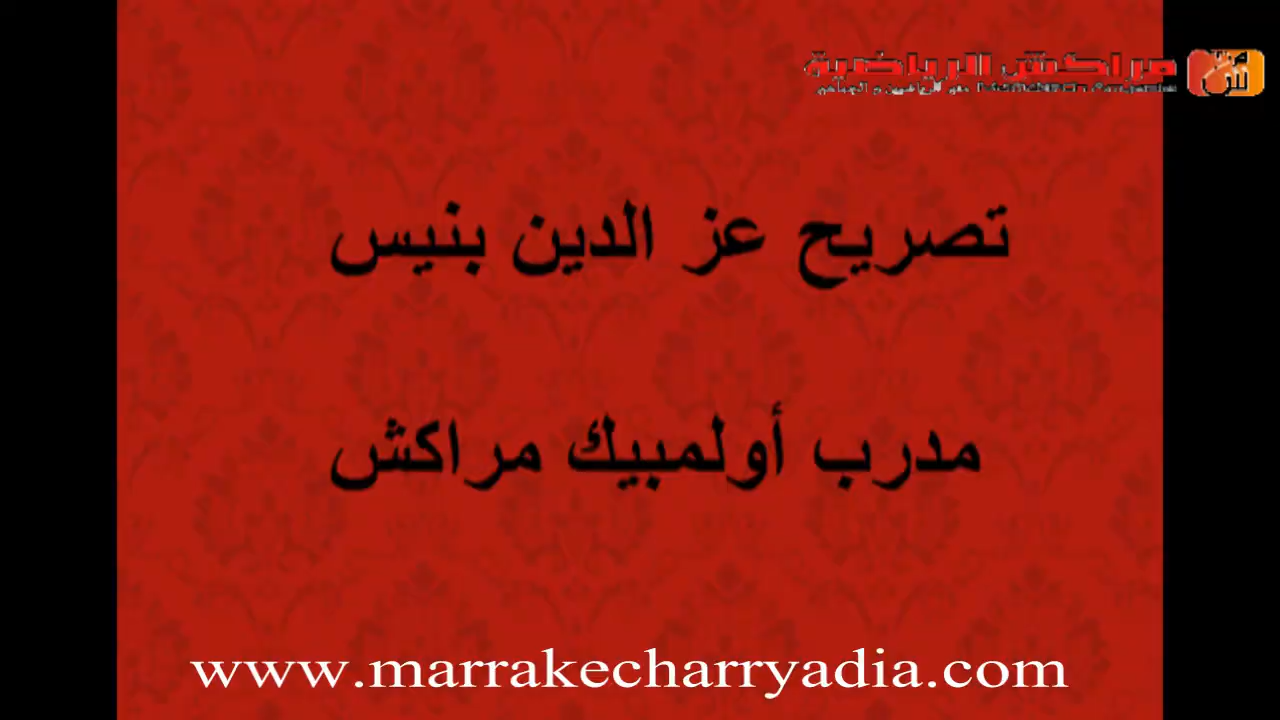 مراكش الرياضية
تصريح عز الدين بنيس
مدرب أولمبيك مراكش
www.marrakecharryadia.com